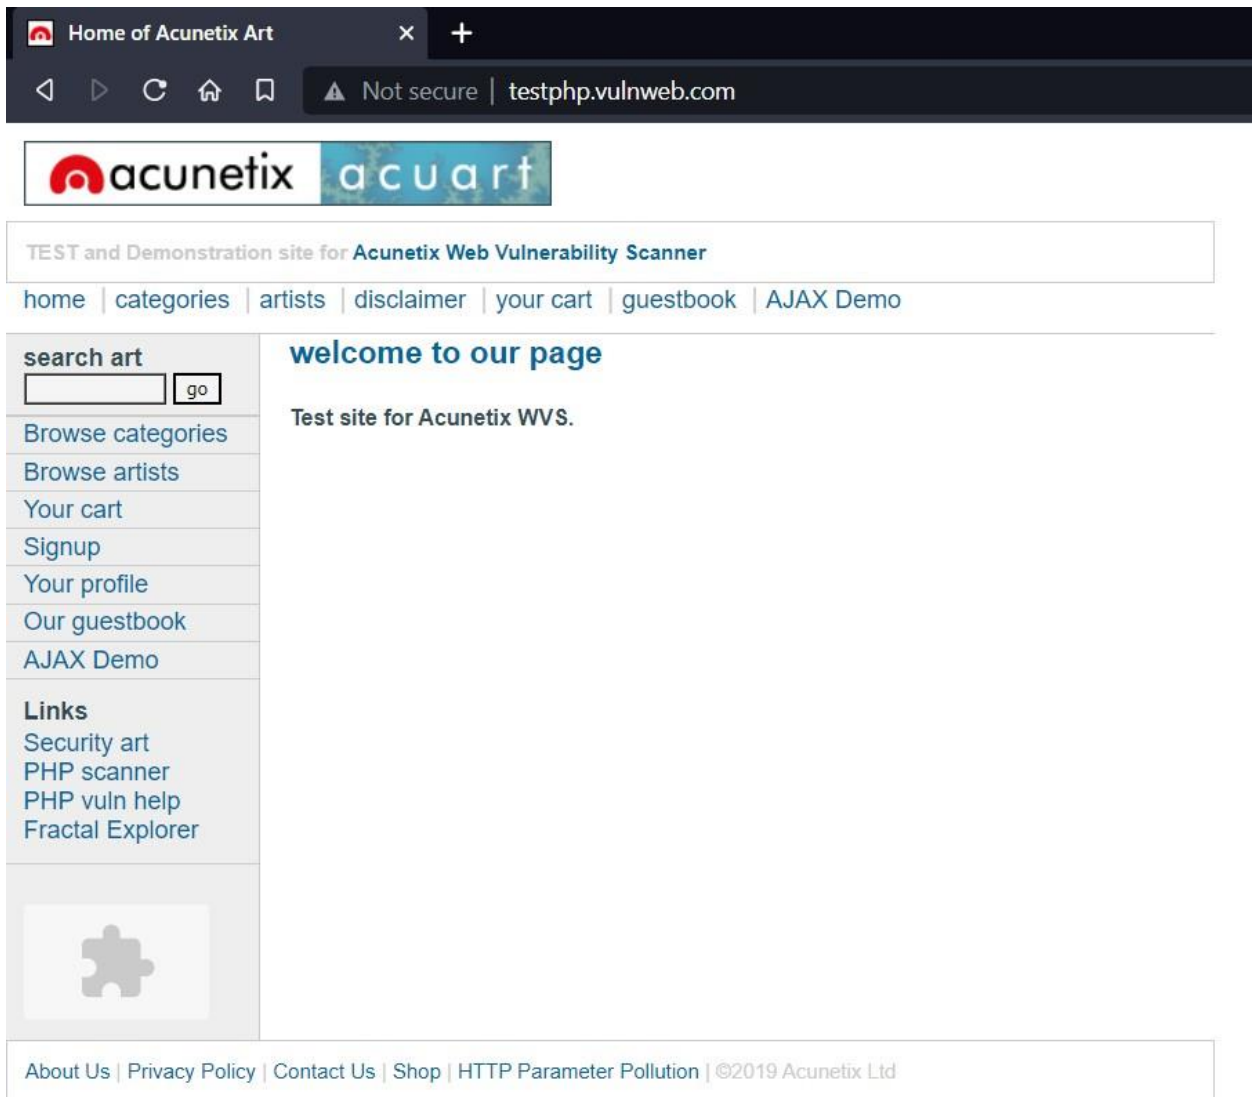 Home of Acunetix Art
Not secure | testphp.vulnweb.com
acunetix acuart
TEST and Demonstration site for Acunetix Web Vulnerability Scanner
home | categories | artists | disclaimer | your cart | guestbook | AJAX Demo
search art
go
welcome to our page
Test site for Acunetix WVS.
Browse categories
Browse artists
Your cart
Signup
Your profile
Our guestbook
AJAX Demo
Links
Security art
PHP scanner
PHP vuln help
Fractal Explorer
About Us | Privacy Policy | Contact Us | Shop | HTTP Parameter Pollution | ©2019 Acunetix Ltd